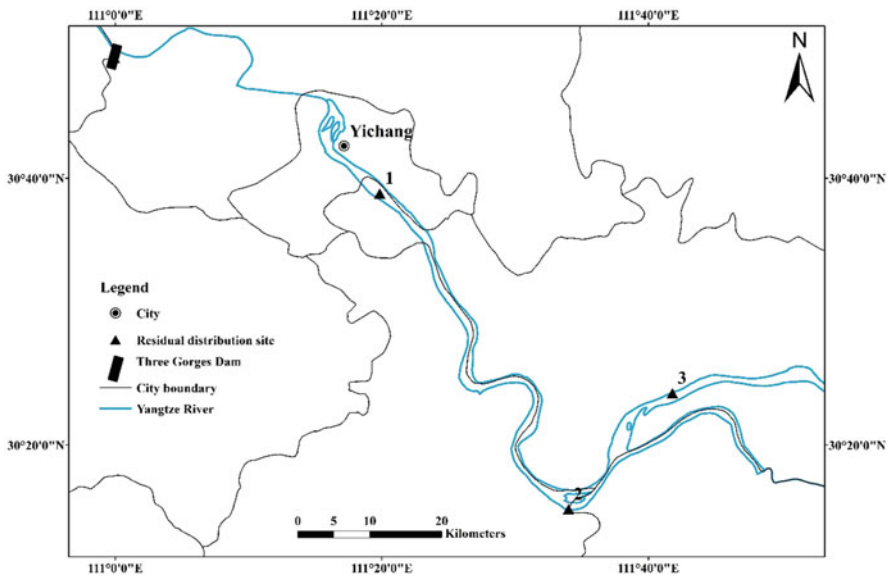 111°0'0"E 111°20'0"E 111°40'0"E
N
Yichang
30°40'0"N 1 30°40'0"N
Legend
City
Residual distribution site
Three Gorges Dam
City boundary
Yangtze River
3
30°20'0"N 30°20'0"N
2
0 5 10 20
Kilometers
111°0'0"E 111°20'0"E 111°40'0"E